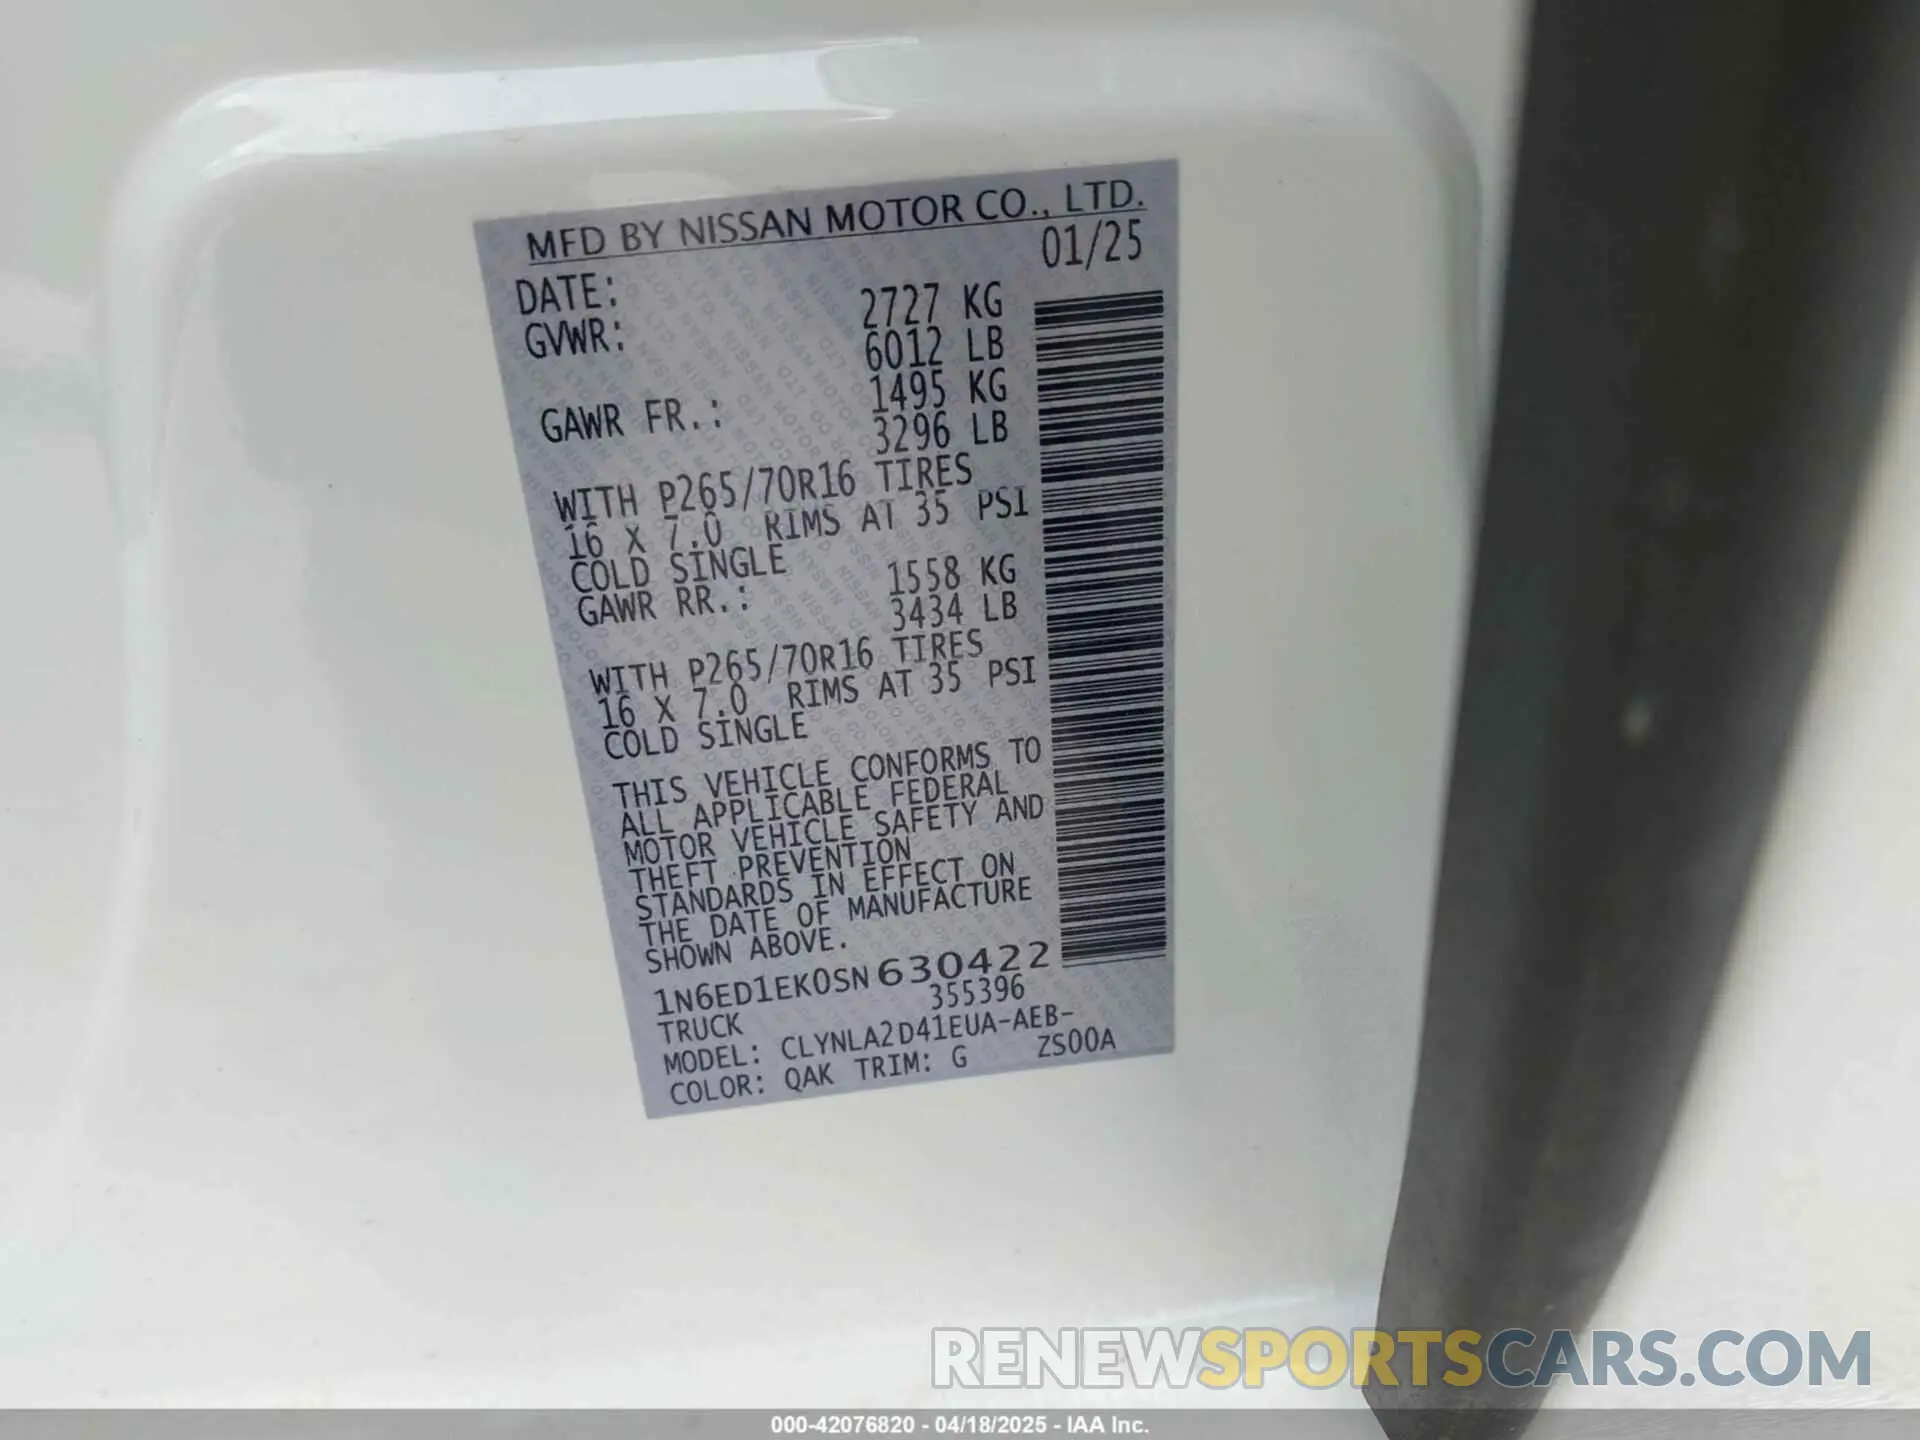 MFD BY NISSAN MOTOR CO., LTD.
DATE: 01/25
GVWR: 2727 KG
6012 LB
GAWR FR.: 1495 KG
3296 LB
WITH P265/70R16 TIRES
16 X 7.0 RIMS AT 35 PSI
COLD SINGLE
GAWR RR.: 1558 KG
3434 LB
WITH P265/70R16 TIRES
16 X 7.0 RIMS AT 35 PSI
COLD SINGLE
THIS VEHICLE CONFORMS TO
ALL APPLICABLE FEDERAL
MOTOR VEHICLE SAFETY AND
THEFT PREVENTION
STANDARDS IN EFFECT ON
THE DATE OF MANUFACTURE
SHOWN ABOVE.
1N6ED1EK0SN630422
TRUCK 355396
MODEL: CLYNLA2D41EUA-AEB-
COLOR: QAK TRIM: G ZS00A
RENEWSPORTSCARS.COM
000-42076820 - 04/18/2025 - IAA Inc.